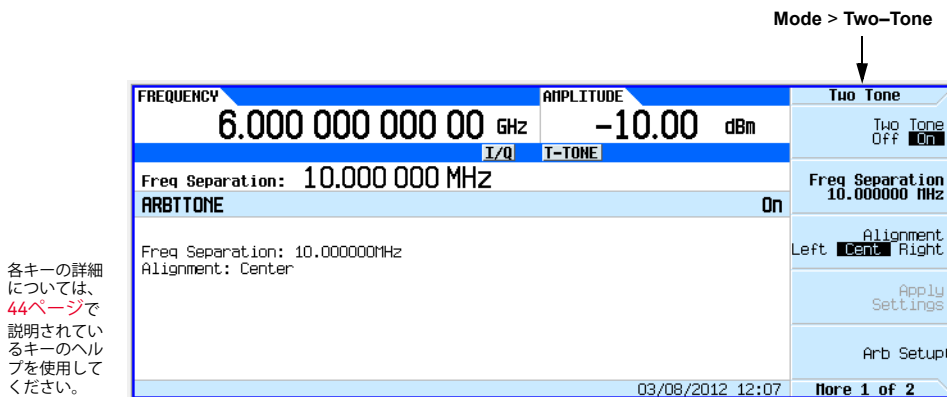 Mode > Two–Tone
FREQUENCY
6.000 000 000 00 GHz
AMPLITUDE
−10.00 dBm
I/Q
T-TONE
Freq Separation: 10.000 000 MHz
ARBTTONE On
Freq Separation: 10.000000MHz
Alignment: Center
03/08/2012 12:07
Two Tone
Two Tone
Off On
Freq Separation
10.000000 MHz
Alignment
Left Cent Right
Apply
Settings
Arb Setup
More 1 of 2
各キーの詳細
については、
44ページで
説明されてい
るキーのヘル
プを使用して
ください。